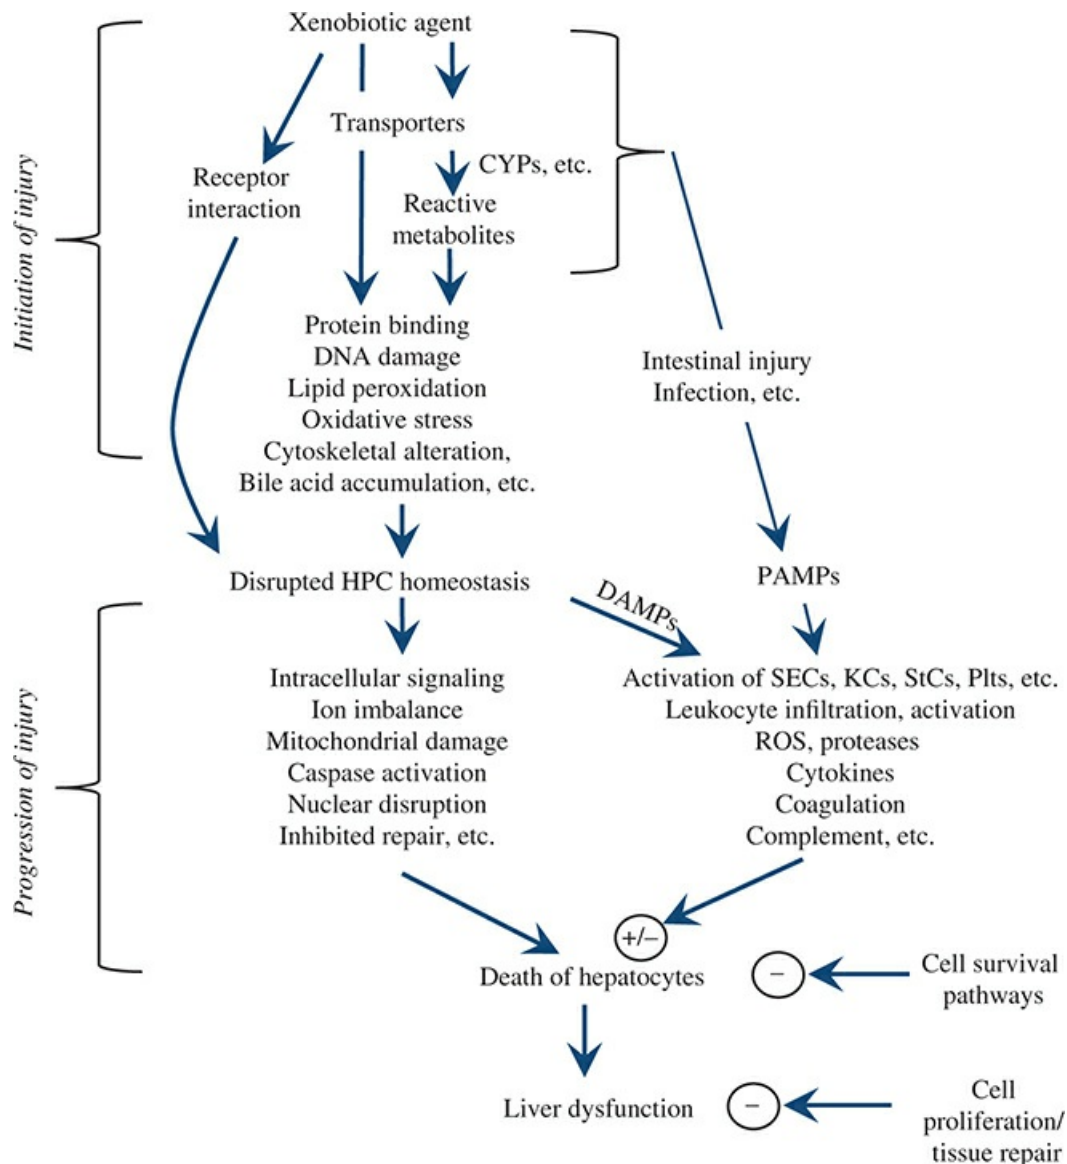 Xenobiotic agent
Transporters
CYPs, etc.
Receptor
interaction
Reactive
metabolites
Initiation of injury
Protein binding
DNA damage
Lipid peroxidation
Oxidative stress
Cytoskeletal alteration,
Bile acid accumulation, etc.
Intestinal injury
Infection, etc.
Disrupted HPC homeostasis
DAMPs
PAMPs
Progression of injury
Intracellular signaling
Ion imbalance
Mitochondrial damage
Caspase activation
Nuclear disruption
Inhibited repair, etc.
Activation of SECs, KCs, StCs, Plts, etc.
Leukocyte infiltration, activation
ROS, proteases
Cytokines
Coagulation
Complement, etc.
+/–
Death of hepatocytes
–
Cell survival
pathways
Liver dysfunction
–
Cell
proliferation/
tissue repair